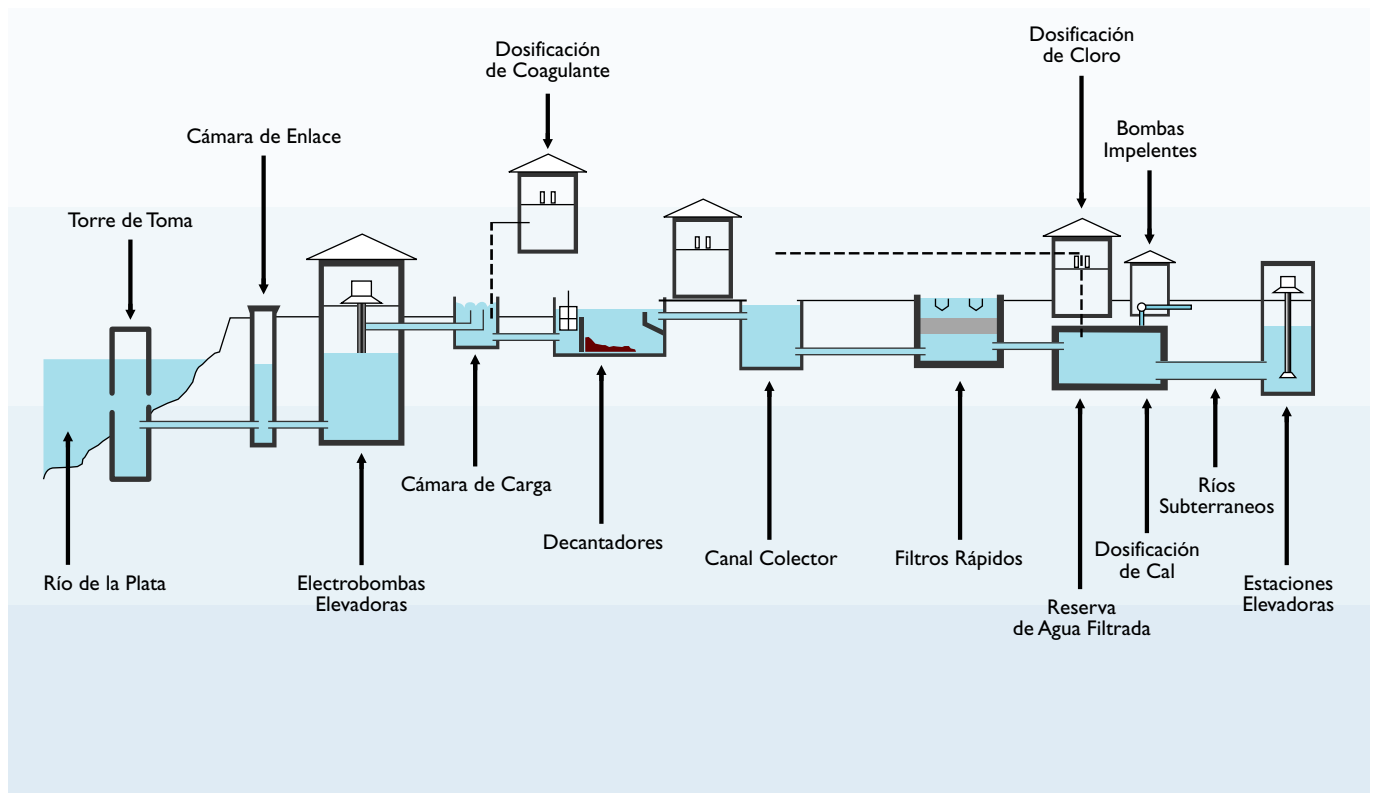 Dosificación
de Coagulante
Dosificación
de Cloro
Cámara de Enlace
Bombas
Impelentes
Torre de Toma
Cámara de Carga
Ríos
Subterraneos
Decantadores
Canal Colector
Filtros Rápidos
Dosificación
de Cal
Río de la Plata
Electrobombas
Elevadoras
Estaciones
Elevadoras
Reserva
de Agua Filtrada